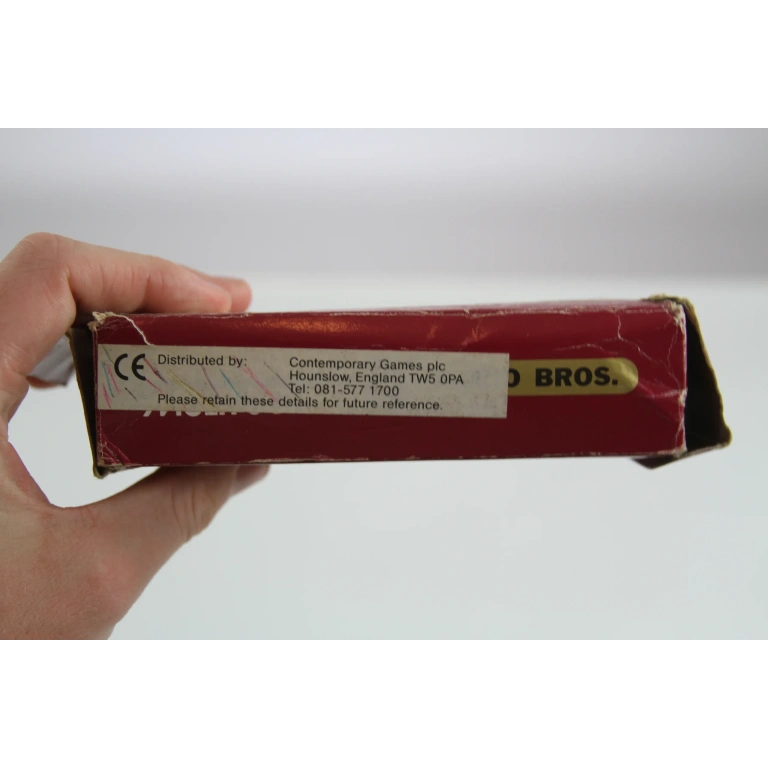 CE
Distributed by: Contemporary Games plc
Hounslow, England TW5 0PA
Tel: 081-577 1700
Please retain these details for future reference.
O BROS.